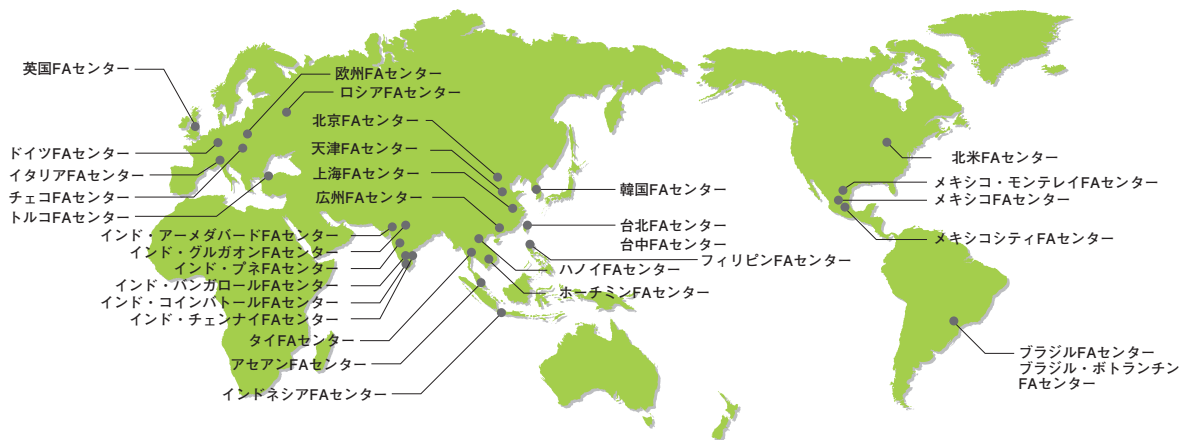 英国FAセンター
ドイツFAセンター
イタリアFAセンター
チェコFAセンター
トルコFAセンター
欧州FAセンター
ロシアFAセンター
北京FAセンター
天津FAセンター
上海FAセンター
広州FAセンター
インド・アーメダバードFAセンター
インド・グルガオンFAセンター
インド・プネFAセンター
インド・バンガロールFAセンター
インド・コインバトールFAセンター
インド・チェンナイFAセンター
タイFAセンター
アセアンFAセンター
インドネシアFAセンター
韓国FAセンター
台北FAセンター
台中FAセンター
フィリピンFAセンター
ハノイFAセンター
ホーチミンFAセンター
北米FAセンター
メキシコ・モンテレイFAセンター
メキシコFAセンター
メキシコシティFAセンター
ブラジルFAセンター
ブラジル・ボトランチン
FAセンター